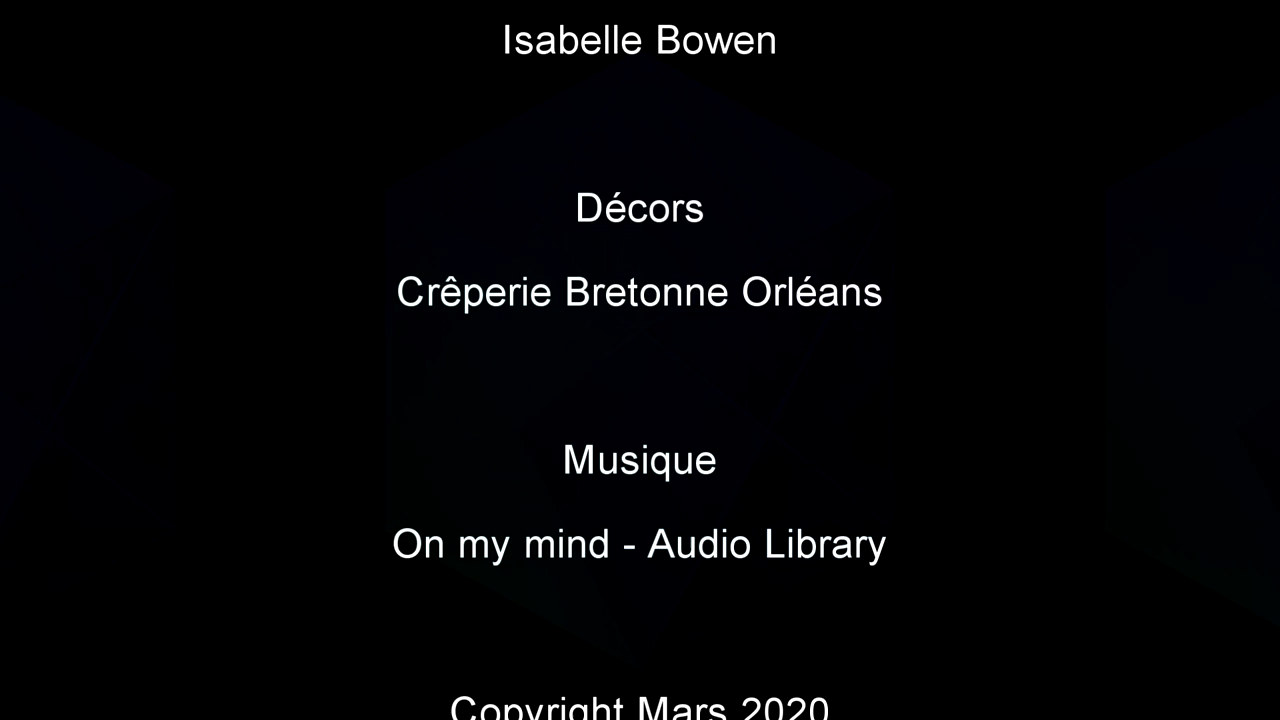 Isabelle Bowen
Décors
Crêperie Bretonne Orléans
Musique
On my mind - Audio Library
Copyright Mars 2020